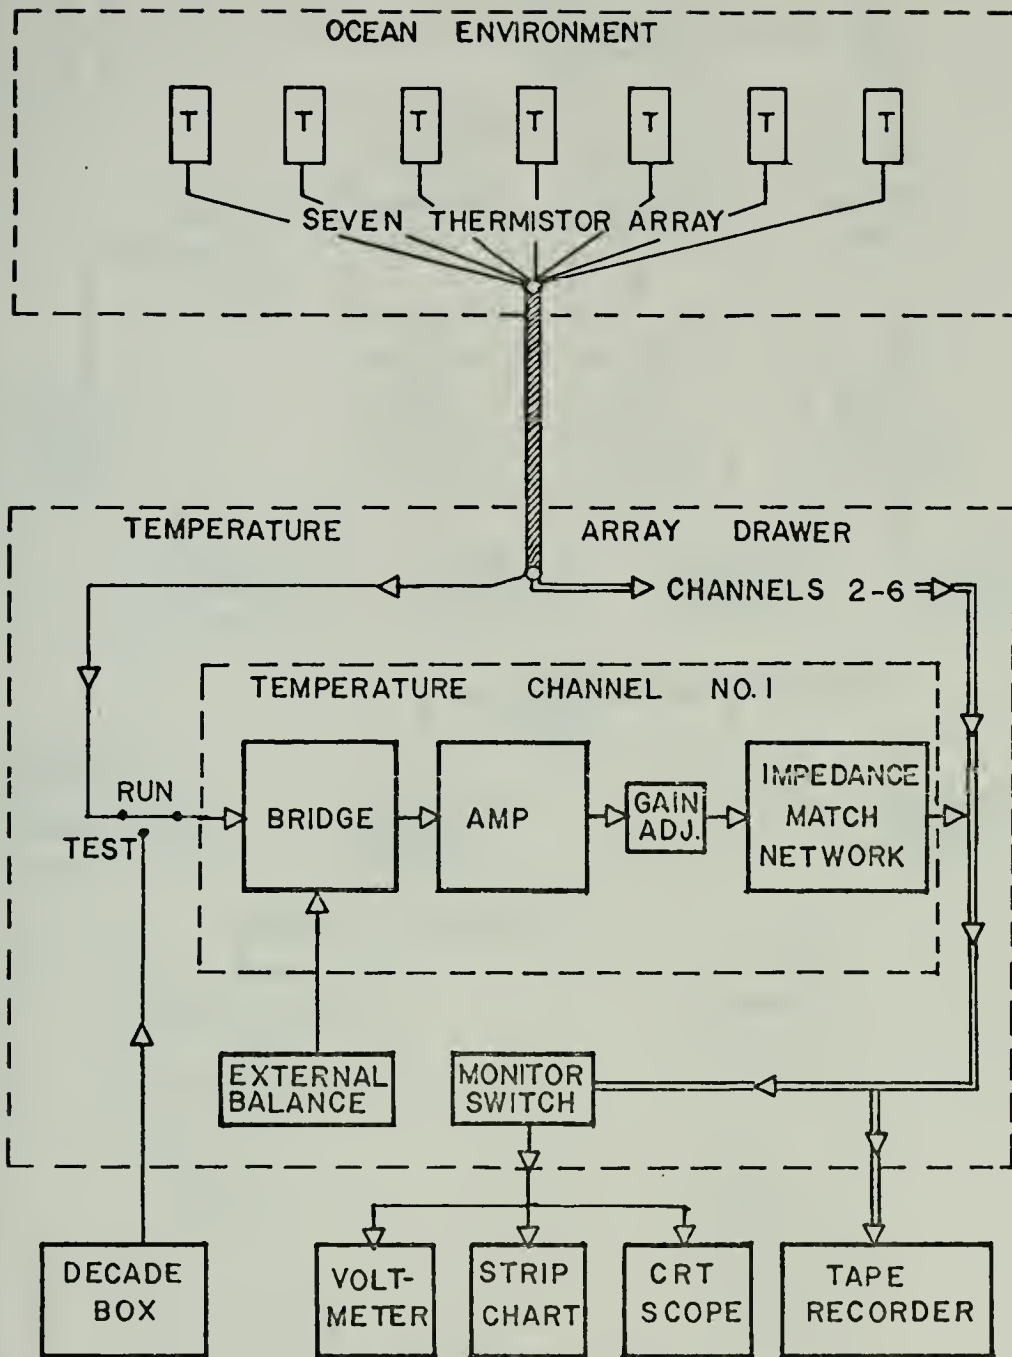 OCEAN ENVIRONMENT
T T T T T T T
SEVEN THERMISTOR ARRAY
TEMPERATURE ARRAY DRAWER
CHANNELS 2-6
TEMPERATURE CHANNEL NO. 1
RUN
TEST
BRIDGE
AMP
GAIN
ADJ.
IMPEDANCE
MATCH
NETWORK
EXTERNAL
BALANCE
MONITOR
SWITCH
DECADE
BOX
VOLT-
METER
STRIP
CHART
CRT
SCOPE
TAPE
RECORDER